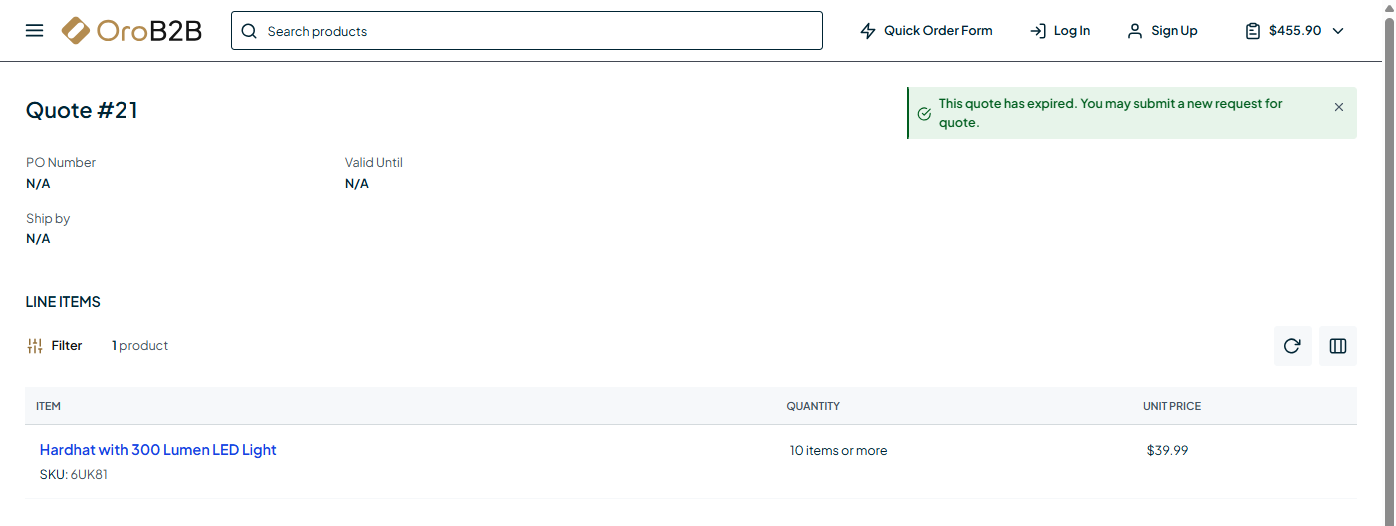 OroB2B
Search products
Quick Order Form
Log In
Sign Up
$455.90
Quote #21
This quote has expired. You may submit a new request for
quote.
PO Number
N/A
Valid Until
N/A
Ship by
N/A
LINE ITEMS
Filter
1 product
ITEM
QUANTITY
UNIT PRICE
Hardhat with 300 Lumen LED Light
10 items or more
$39.99
SKU: 6UK81